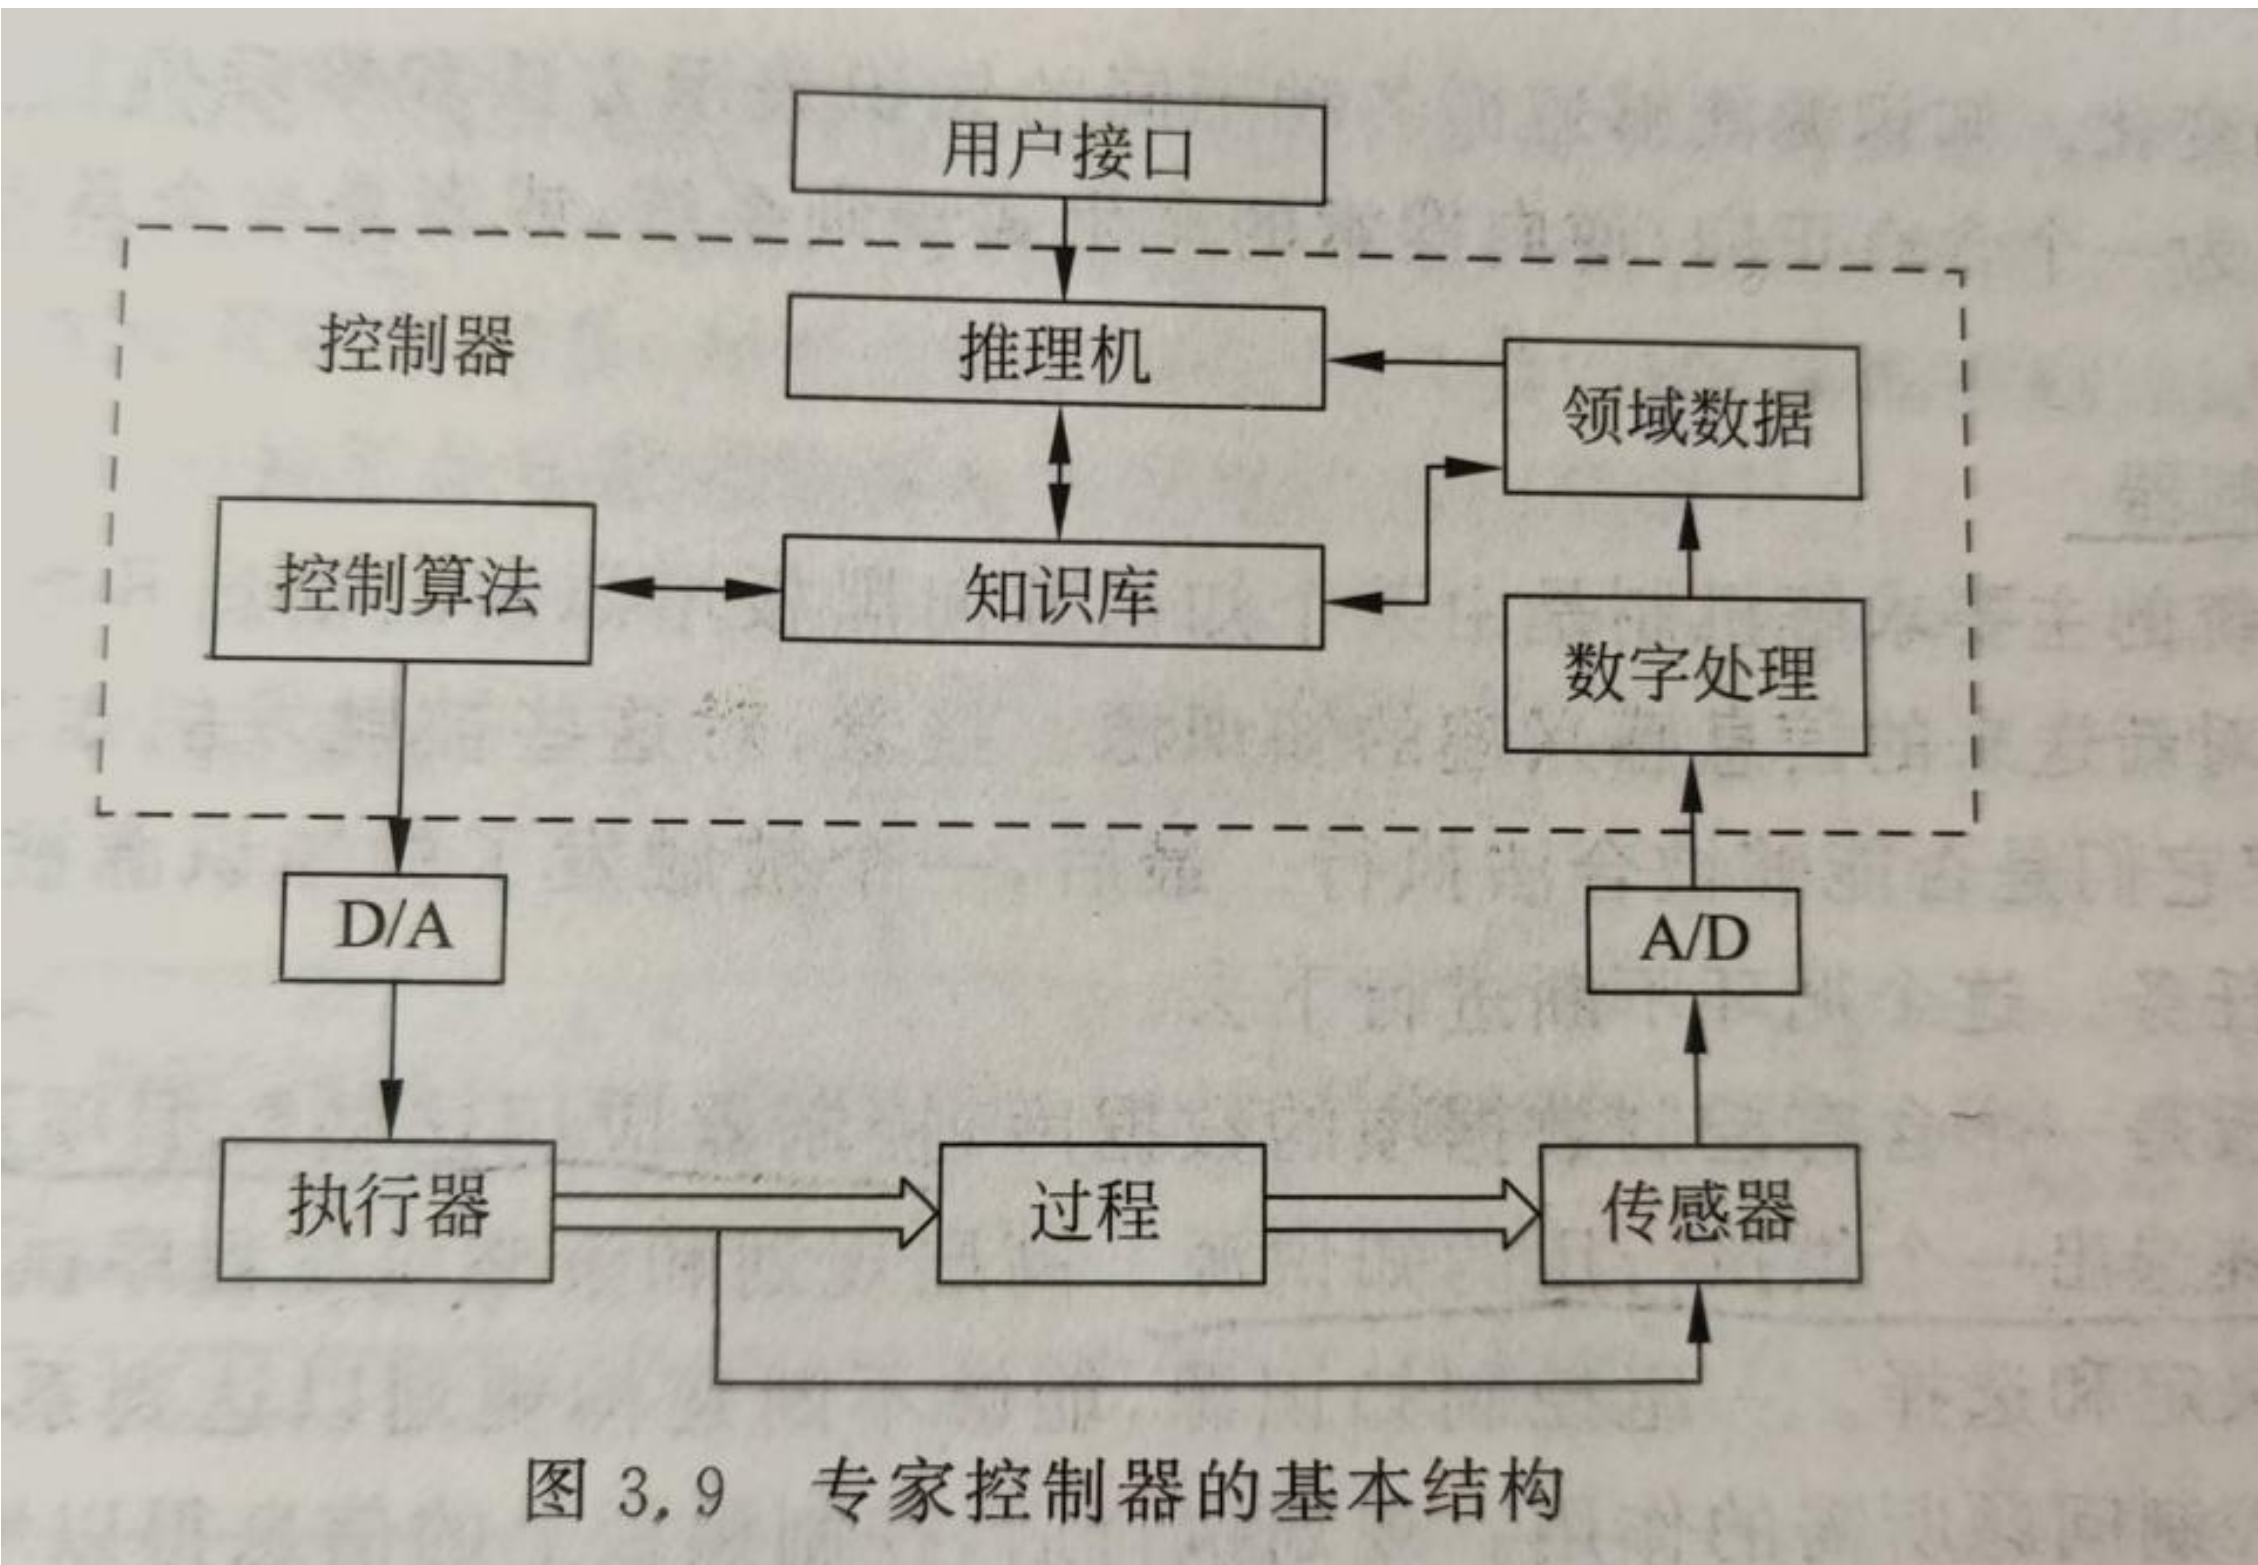 用户接口
控制器
推理机
领域数据
控制算法
知识库
数字处理
D/A
A/D
执行器
过程
传感器
图 3.9 专家控制器的基本结构